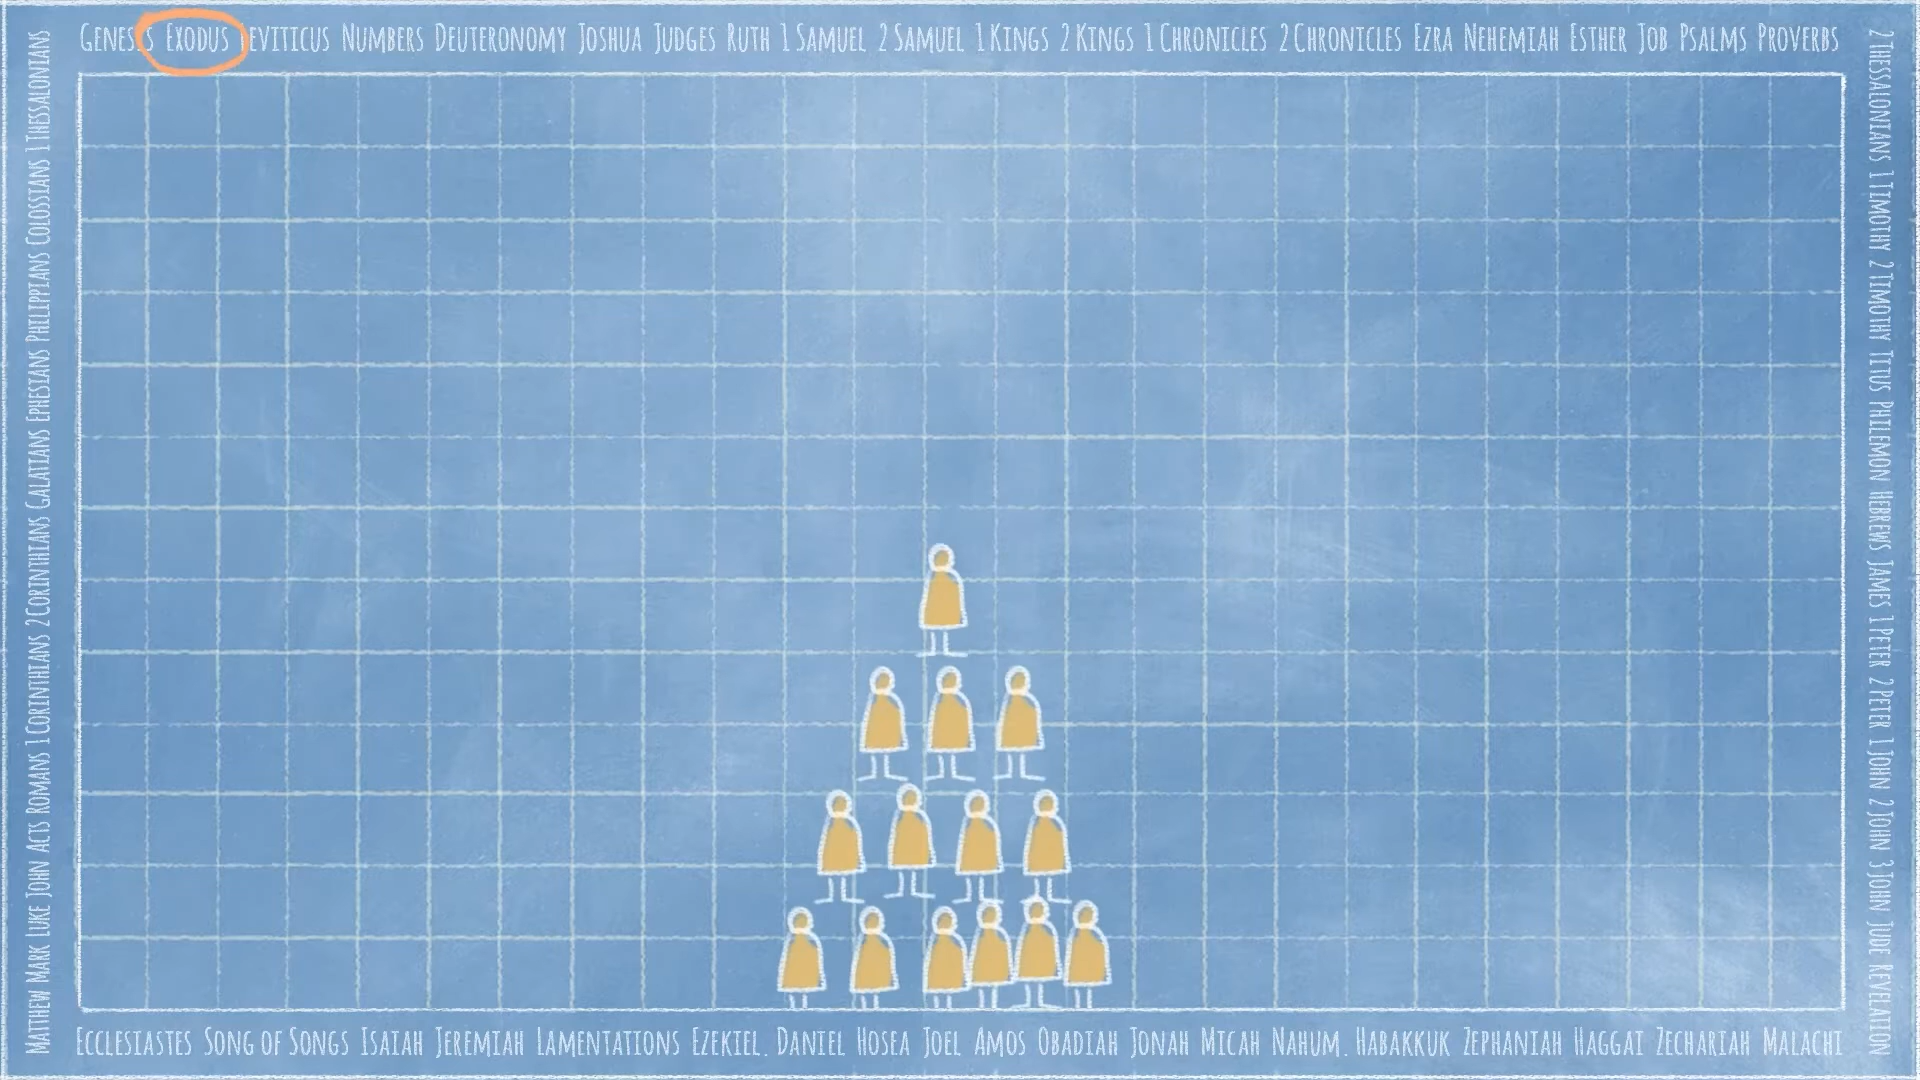 Genesis Exodus Leviticus Numbers Deuteronomy Joshua Judges Ruth 1 Samuel 2 Samuel 1 Kings 2 Kings 1 Chronicles 2 Chronicles Ezra Nehemiah Esther Job Psalms Proverbs
Ecclesiastes Song of Songs Isaiah Jeremiah Lamentations Ezekiel. Daniel Hosea Joel Amos Obadiah Jonah Micah Nahum. Habakkuk Zephaniah Haggai Zechariah Malachi
Matthew Mark Luke John Acts Romans 1 Corinthians 2 Corinthians Galatians Ephesians Philippians Colossians 1 Thessalonians
2 Thessalonians 1 Timothy 2 Timothy Titus Philemon Hebrews James 1 Peter 2 Peter 1 John 2 John 3 John Jude Revelation